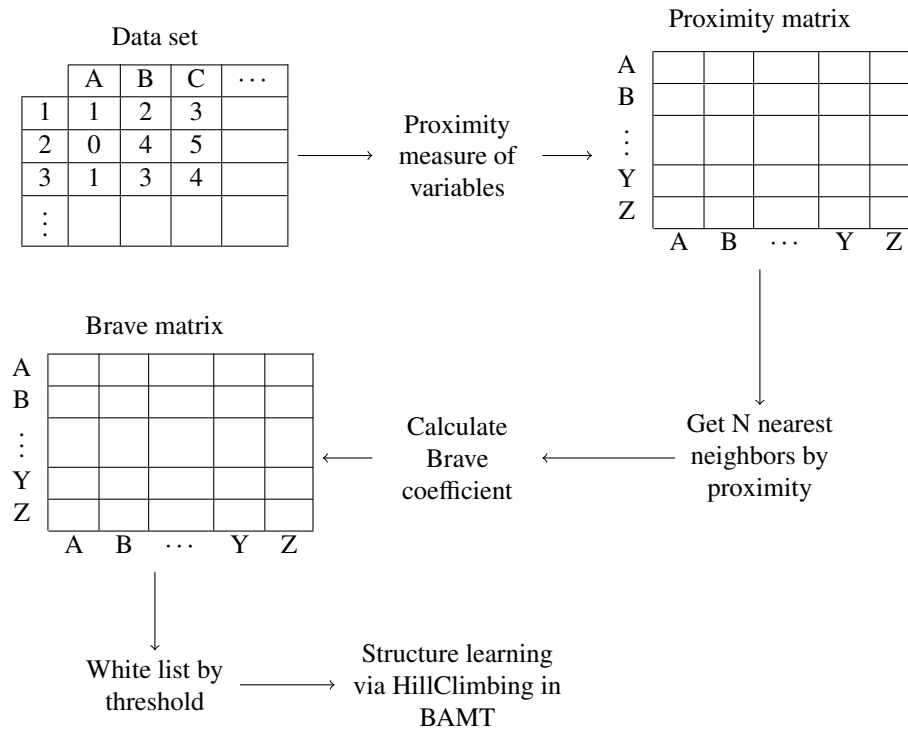 Data set
A B C ⋯
1 1 2 3
2 0 4 5
3 1 3 4
⋮
Proximity
measure of
variables
Proximity matrix
A
B
⋮
Y
Z
A B ⋯ Y Z
Get N nearest
neighbors by
proximity
Calculate
Brave
coefficient
Brave matrix
A
B
⋮
Y
Z
A B ⋯ Y Z
White list by
threshold
Structure learning
via HillClimbing in
BAMT